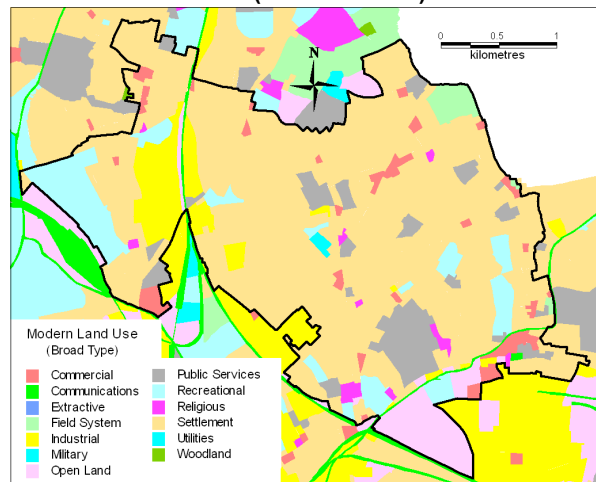 N
0 0.5 1
kilometres
Modern Land Use
(Broad Type)
Commercial
Communications
Extractive
Field System
Industrial
Military
Open Land
Public Services
Recreational
Religious
Settlement
Utilities
Woodland